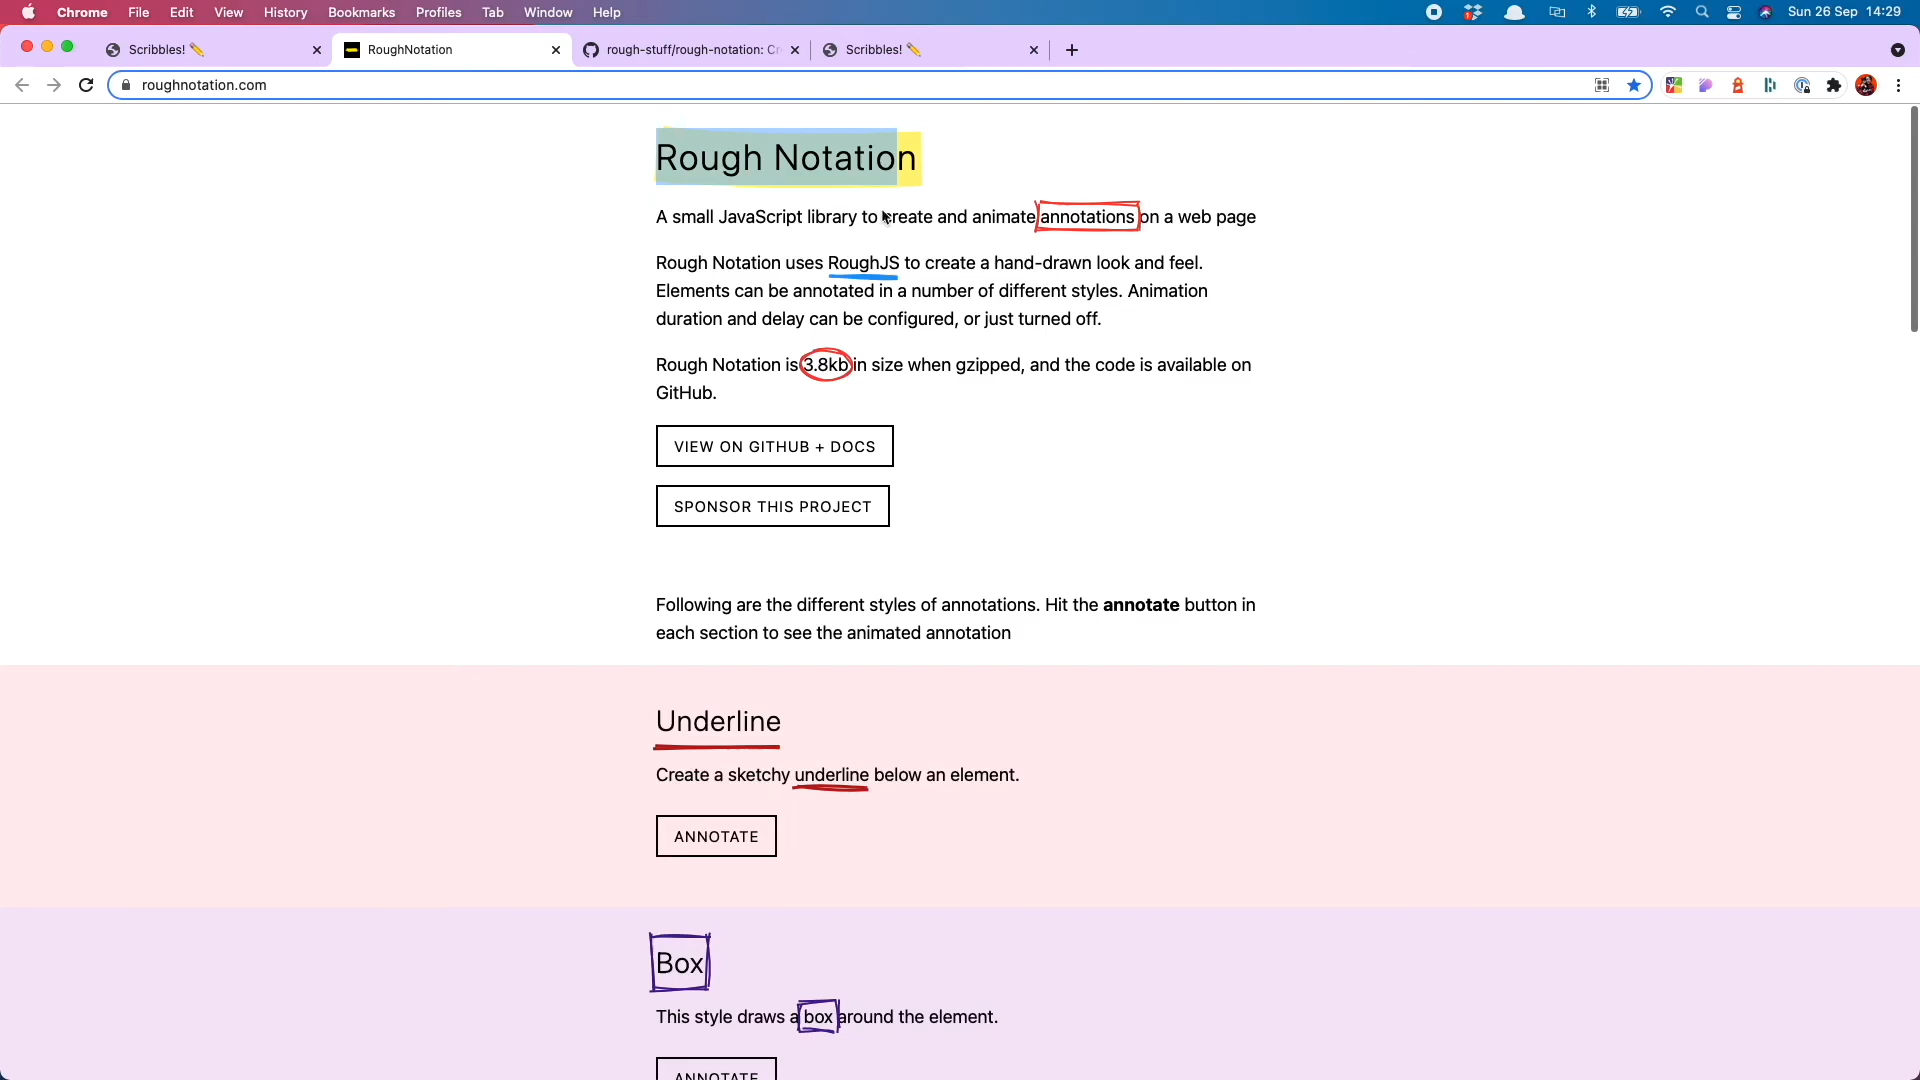 Chrome File Edit View History Bookmarks Profiles Tab Window Help Sun 26 Sep 14:29
Scribbles! ✏️ RoughNotation rough-stuff/rough-notation: Cr Scribbles! ✏️
roughnotation.com
Rough Notation
A small JavaScript library to create and animate annotations on a web page
Rough Notation uses RoughJS to create a hand-drawn look and feel.
Elements can be annotated in a number of different styles. Animation
duration and delay can be configured, or just turned off.
Rough Notation is 3.8kb in size when gzipped, and the code is available on
GitHub.
VIEW ON GITHUB + DOCS
SPONSOR THIS PROJECT
Following are the different styles of annotations. Hit the annotate button in
each section to see the animated annotation
Underline
Create a sketchy underline below an element.
ANNOTATE
Box
This style draws a box around the element.
ANNOTATE